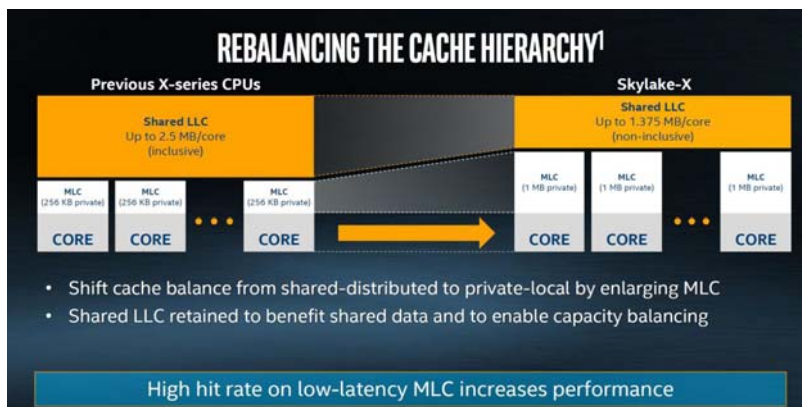 REBALANCING THE CACHE HIERARCHY¹
Previous X-series CPUs
Skylake-X
Shared LLC
Up to 2.5 MB/core
(inclusive)
Shared LLC
Up to 1.375 MB/core
(non-inclusive)
MLC
(256 KB private)
MLC
(256 KB private)
MLC
(256 KB private)
MLC
(1 MB private)
MLC
(1 MB private)
MLC
(1 MB private)
CORE
CORE
CORE
CORE
CORE
CORE
• Shift cache balance from shared-distributed to private-local by enlarging MLC
• Shared LLC retained to benefit shared data and to enable capacity balancing
High hit rate on low-latency MLC increases performance